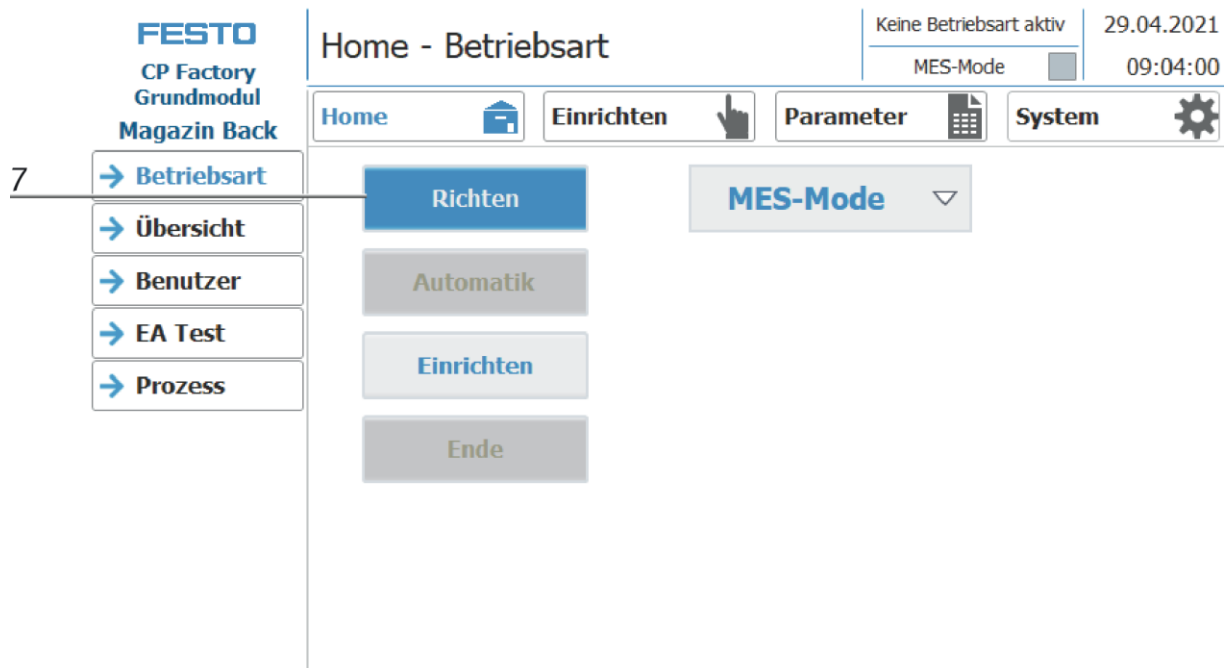 FESTO
CP Factory
Grundmodul
Magazin Back
Home - Betriebsart
Keine Betriebsart aktiv
MES-Mode
29.04.2021
09:04:00
Home
Einrichten
Parameter
System
7
Betriebsart
Übersicht
Benutzer
EA Test
Prozess
Richten
MES-Mode
Automatik
Einrichten
Ende